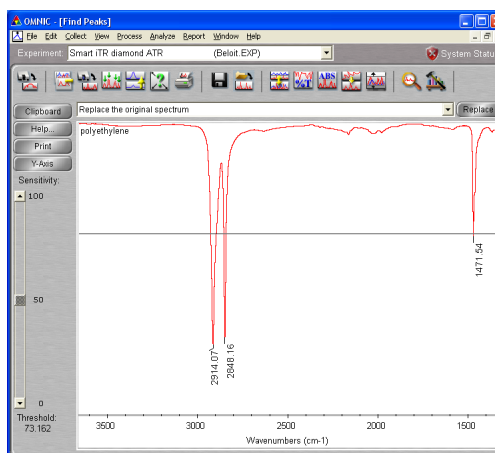 OMNIC - [Find Peaks]
File Edit Collect View Process Analyze Report Window Help
Experiment: Smart iTR diamond ATR (Beloit.EXP) System Statu
%T ABS
Clipboard
Replace the original spectrum
Replace
Help...
Print
Y-Axis
Sensitivity:
100
50
0
Threshold:
73.162
polyethylene
2914.07
2848.16
1471.54
3500 3000 2500 2000 1500
Wavenumbers (cm-1)